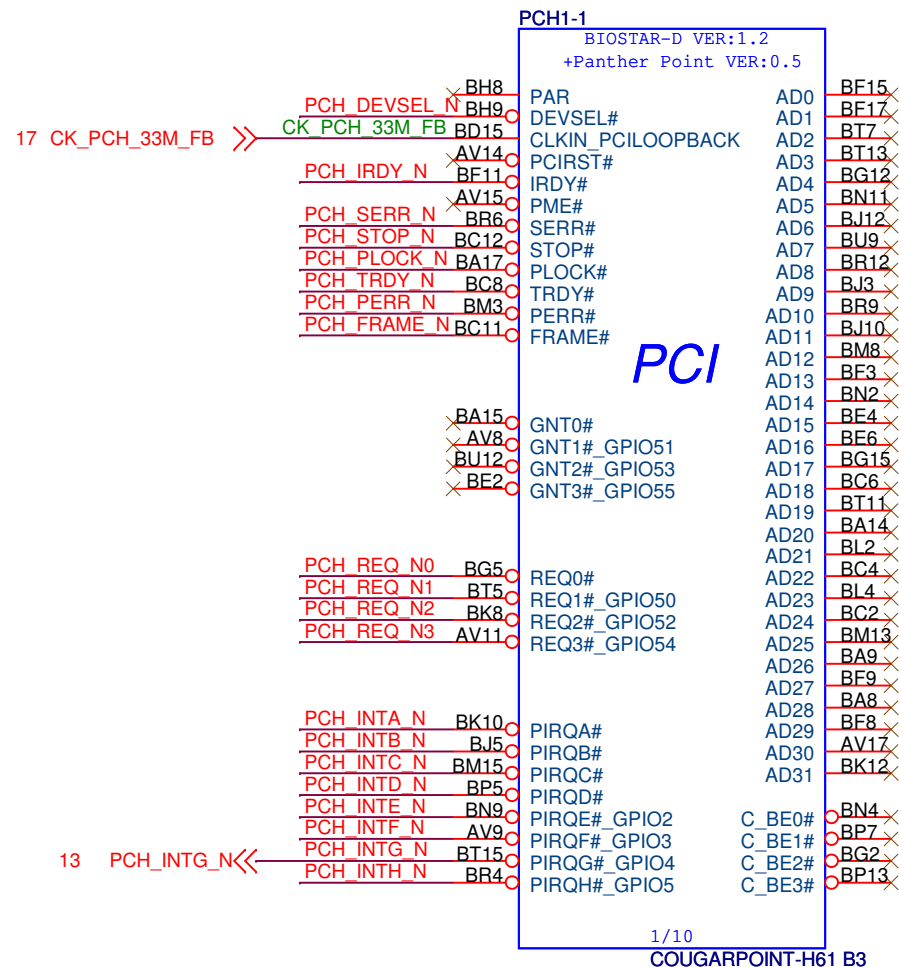 PCH1-1
BIOSTAR-D VER:1.2
+Panther Point VER:0.5
BH8 PAR AD0 BF15
PCH_DEVSEL_N BH9 DEVSEL# AD1 BF17
17 CK_PCH_33M_FB CK_PCH_33M_FB BD15 CLKIN_PCILOOPBACK AD2 BT7
AV14 PCIRST# AD3 BT13
PCH_IRDY_N BF11 IRDY# AD4 BG12
AV15 PME# AD5 BN11
PCH_SERR_N BR6 SERR# AD6 BJ12
PCH_STOP_N BC12 STOP# AD7 BU9
PCH_PLOCK_N BA17 PLOCK# AD8 BR12
PCH_TRDY_N BC8 TRDY# AD9 BJ3
PCH_PERR_N BM3 PERR# AD10 BR9
PCH_FRAME_N BC11 FRAME# AD11 BJ10
PCI AD12 BM8
AD13 BF3
AD14 BN2
BA15 GNT0# AD15 BE4
AV8 GNT1#_GPIO51 AD16 BE6
BU12 GNT2#_GPIO53 AD17 BG15
BE2 GNT3#_GPIO55 AD18 BC6
AD19 BT11
AD20 BA14
AD21 BL2
PCH_REQ_N0 BG5 REQ0# AD22 BC4
PCH_REQ_N1 BT5 REQ1#_GPIO50 AD23 BL4
PCH_REQ_N2 BK8 REQ2#_GPIO52 AD24 BC2
PCH_REQ_N3 AV11 REQ3#_GPIO54 AD25 BM13
AD26 BA9
AD27 BF9
AD28 BA8
PCH_INTA_N BK10 PIRQA# AD29 BF8
PCH_INTB_N BJ5 PIRQB# AD30 AV17
PCH_INTC_N BM15 PIRQC# AD31 BK12
PCH_INTD_N BP5 PIRQD#
PCH_INTE_N BN9 PIRQE#_GPIO2 C_BE0# BN4
PCH_INTF_N AV9 PIRQF#_GPIO3 C_BE1# BP7
13 PCH_INTG_N PCH_INTG_N BT15 PIRQG#_GPIO4 C_BE2# BG2
PCH_INTH_N BR4 PIRQH#_GPIO5 C_BE3# BP13
1/10
COUGARPOINT-H61 B3